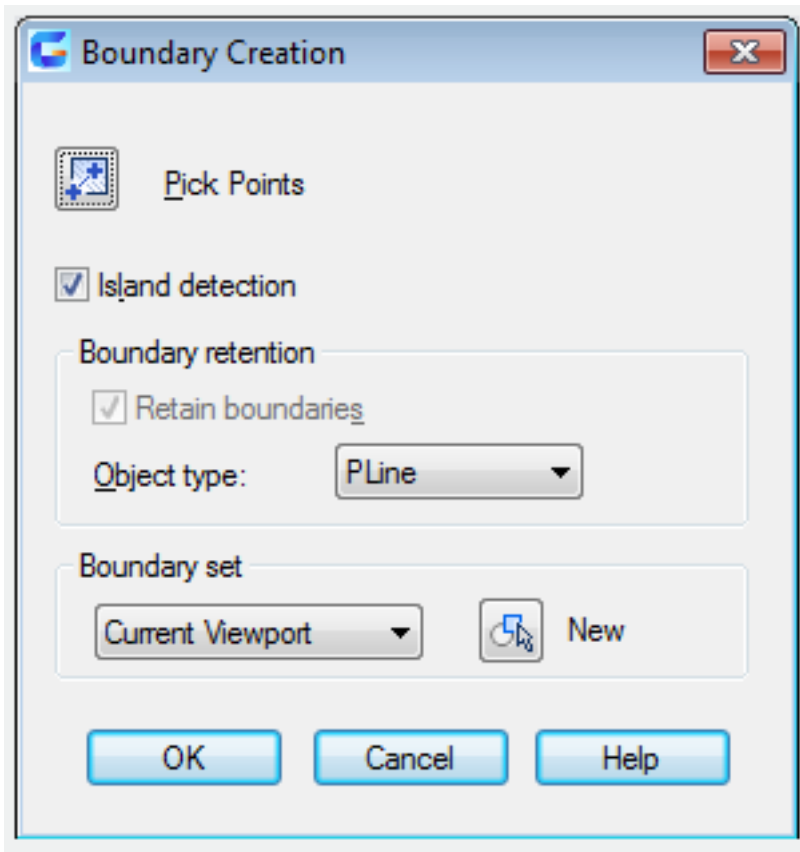 Boundary Creation
Pick Points
Island detection
Boundary retention
Retain boundaries
Object type: PLine
Boundary set
Current Viewport New
OK Cancel Help